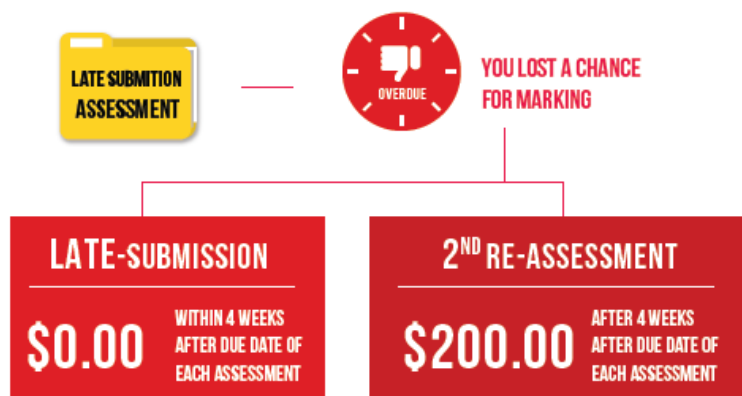 LATE SUBMITION
ASSESSMENT
OVERDUE
YOU LOST A CHANCE
FOR MARKING
LATE-SUBMISSION
$0.00
WITHIN 4 WEEKS
AFTER DUE DATE OF
EACH ASSESSMENT
2ND RE-ASSESSMENT
$200.00
AFTER 4 WEEKS
AFTER DUE DATE OF
EACH ASSESSMENT